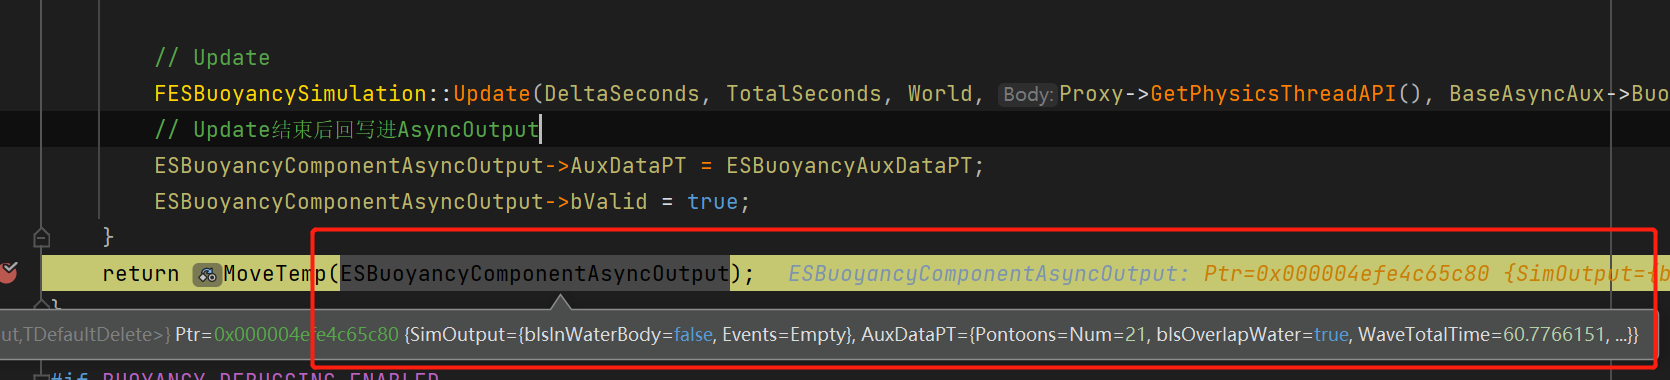 // Update
FESBuoyancySimulation::Update(DeltaSeconds, TotalSeconds, World, Body:Proxy->GetPhysicsThreadAPI(), BaseAsyncAux->Buo
// Update结束后回写进AsyncOutput
ESBuoyancyComponentAsyncOutput->AuxDataPT = ESBuoyancyAuxDataPT;
ESBuoyancyComponentAsyncOutput->bValid = true;
}
return MoveTemp(ESBuoyancyComponentAsyncOutput); ESBuoyancyComponentAsyncOutput: Ptr=0x000004efe4c65c80 {SimOutput={b
}
ut,TDefaultDelete>} Ptr=0x000004efe4c65c80 {SimOutput={bIsInWaterBody=false, Events=Empty}, AuxDataPT={Pontoons=Num=21, bIsOverlapWater=true, WaveTotalTime=60.7766151, ...}}
#if BUOYANCY_DEBUGGING_ENABLED